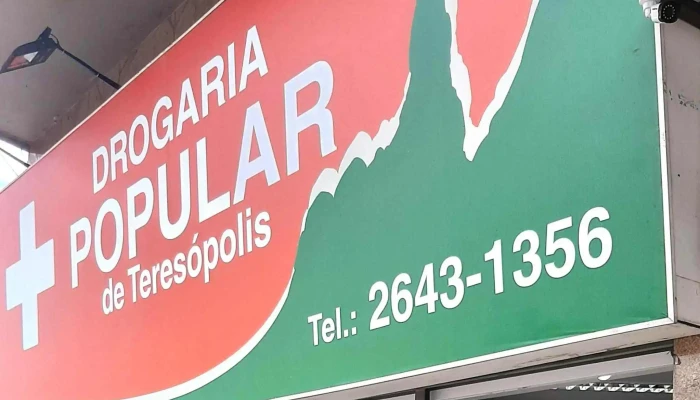 DROGARIA
POPULAR
de Teresópolis
Tel.: 2643-1356